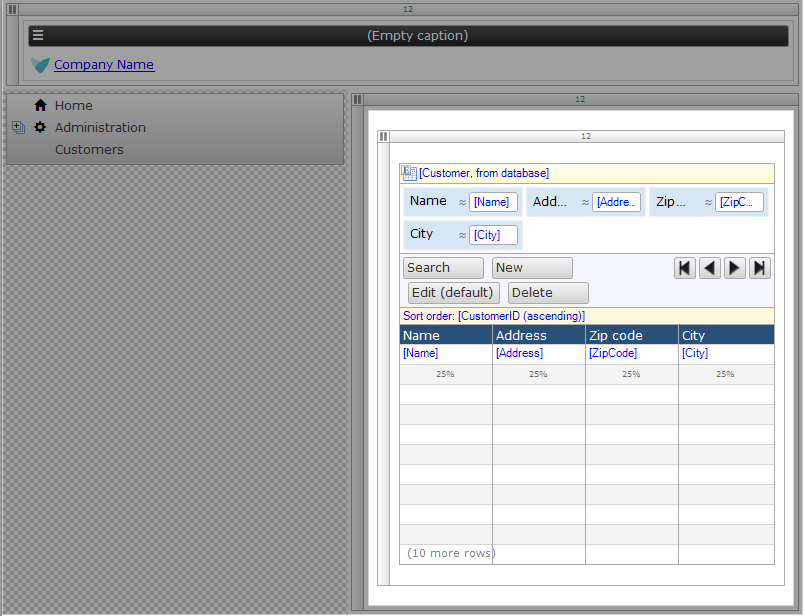 12
(Empty caption)
Company Name
Home
Administration
Customers
12
12
[Customer, from database]
Name ≈ [Name] Add... ≈ [Addre... Zip... ≈ [ZipC...
City ≈ [City]
Search New
Edit (default) Delete
Sort order: [CustomerID (ascending)]
Name Address Zip code City
[Name] [Address] [ZipCode] [City]
25% 25% 25% 25%
(10 more rows)